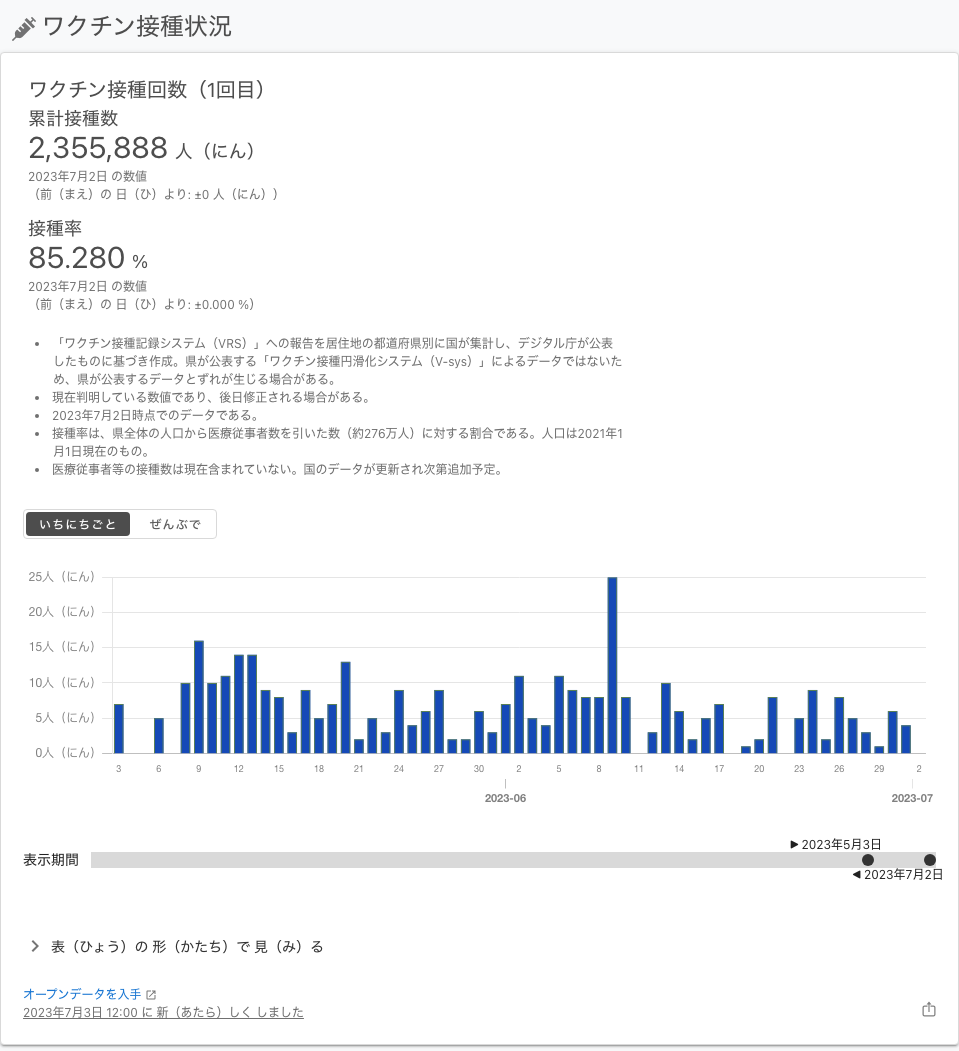 ワクチン接種状況
ワクチン接種回数（1回目）
累計接種数
2,355,888 人（にん）
2023年7月2日 の数値
（前（まえ）の 日（ひ）より: ±0 人（にん））
接種率
85.280 %
2023年7月2日 の数値
（前（まえ）の 日（ひ）より: ±0.000 %）
• 「ワクチン接種記録システム（VRS）」への報告を居住地の都道府県別に国が集計し、デジタル庁が公表
したものに基づき作成。県が公表する「ワクチン接種円滑化システム（V-sys）」によるデータではないた
め、県が公表するデータとずれが生じる場合がある。
• 現在判明している数値であり、後日修正される場合がある。
• 2023年7月2日時点でのデータである。
• 接種率は、県全体の人口から医療従事者数を引いた数（約276万人）に対する割合である。人口は2021年1
月1日現在のもの。
• 医療従事者等の接種数は現在含まれていない。国のデータが更新され次第追加予定。
いちにちごと ぜんぶで
25人（にん）
20人（にん）
15人（にん）
10人（にん）
5人（にん）
0人（にん）
3 6 9 12 15 18 21 24 27 30 2 5 8 11 14 17 20 23 26 29 2
2023-06 2023-07
▶ 2023年5月3日
表示期間
◀ 2023年7月2日
表（ひょう）の 形（かたち）で 見（み）る
オープンデータを入手
2023年7月3日 12:00 に 新（あたら）しく しました